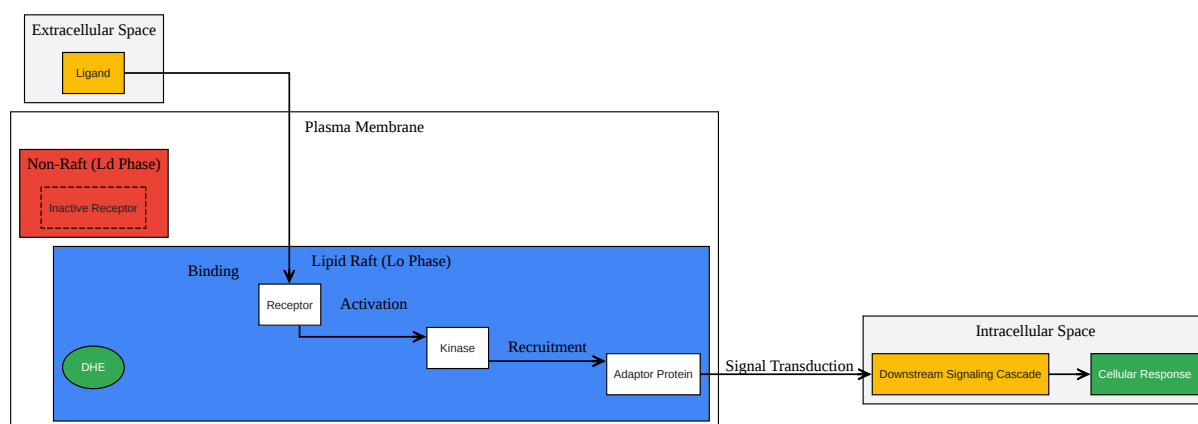 Extracellular Space
Ligand
Plasma Membrane
Non-Raft (Ld Phase)
Inactive Receptor
Lipid Raft (Lo Phase)
Binding
Receptor
Activation
Kinase
Recruitment
DHE
Adaptor Protein
Signal Transduction
Intracellular Space
Downstream Signaling Cascade
Cellular Response